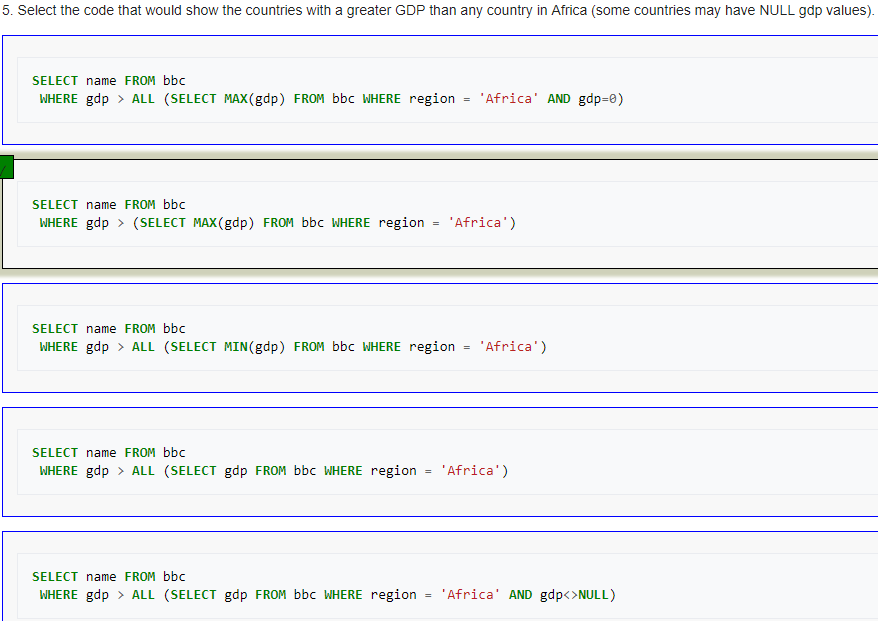 5. Select the code that would show the countries with a greater GDP than any country in Africa (some countries may have NULL gdp values).
SELECT name FROM bbc
WHERE gdp > ALL (SELECT MAX(gdp) FROM bbc WHERE region = 'Africa' AND gdp=0)
SELECT name FROM bbc
WHERE gdp > (SELECT MAX(gdp) FROM bbc WHERE region = 'Africa')
SELECT name FROM bbc
WHERE gdp > ALL (SELECT MIN(gdp) FROM bbc WHERE region = 'Africa')
SELECT name FROM bbc
WHERE gdp > ALL (SELECT gdp FROM bbc WHERE region = 'Africa')
SELECT name FROM bbc
WHERE gdp > ALL (SELECT gdp FROM bbc WHERE region = 'Africa' AND gdp<>NULL)